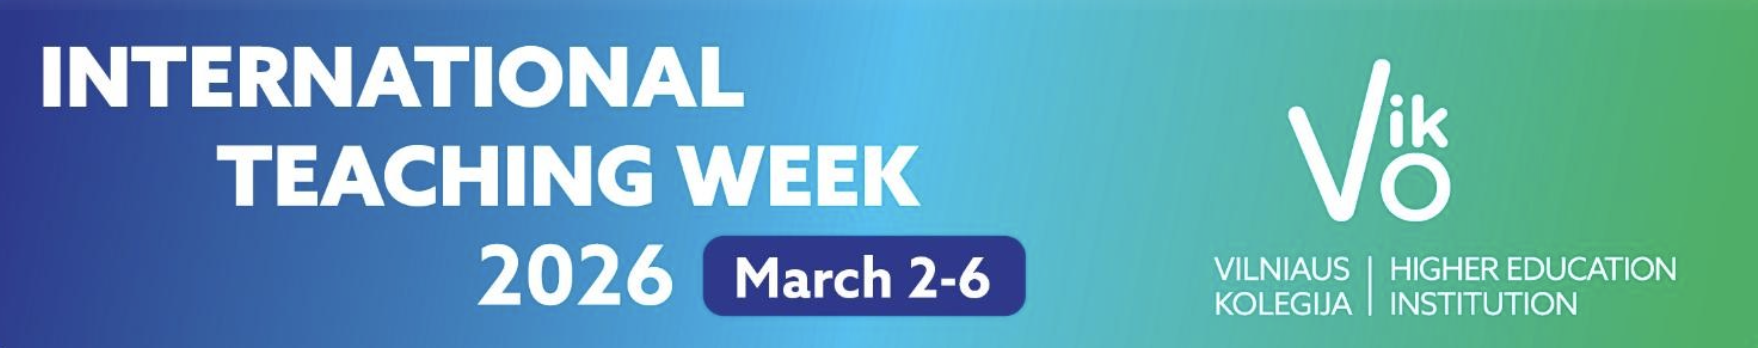 INTERNATIONAL
TEACHING WEEK
2026 March 2-6
Viko
VILNIAUS | HIGHER EDUCATION
KOLEGIJA | INSTITUTION